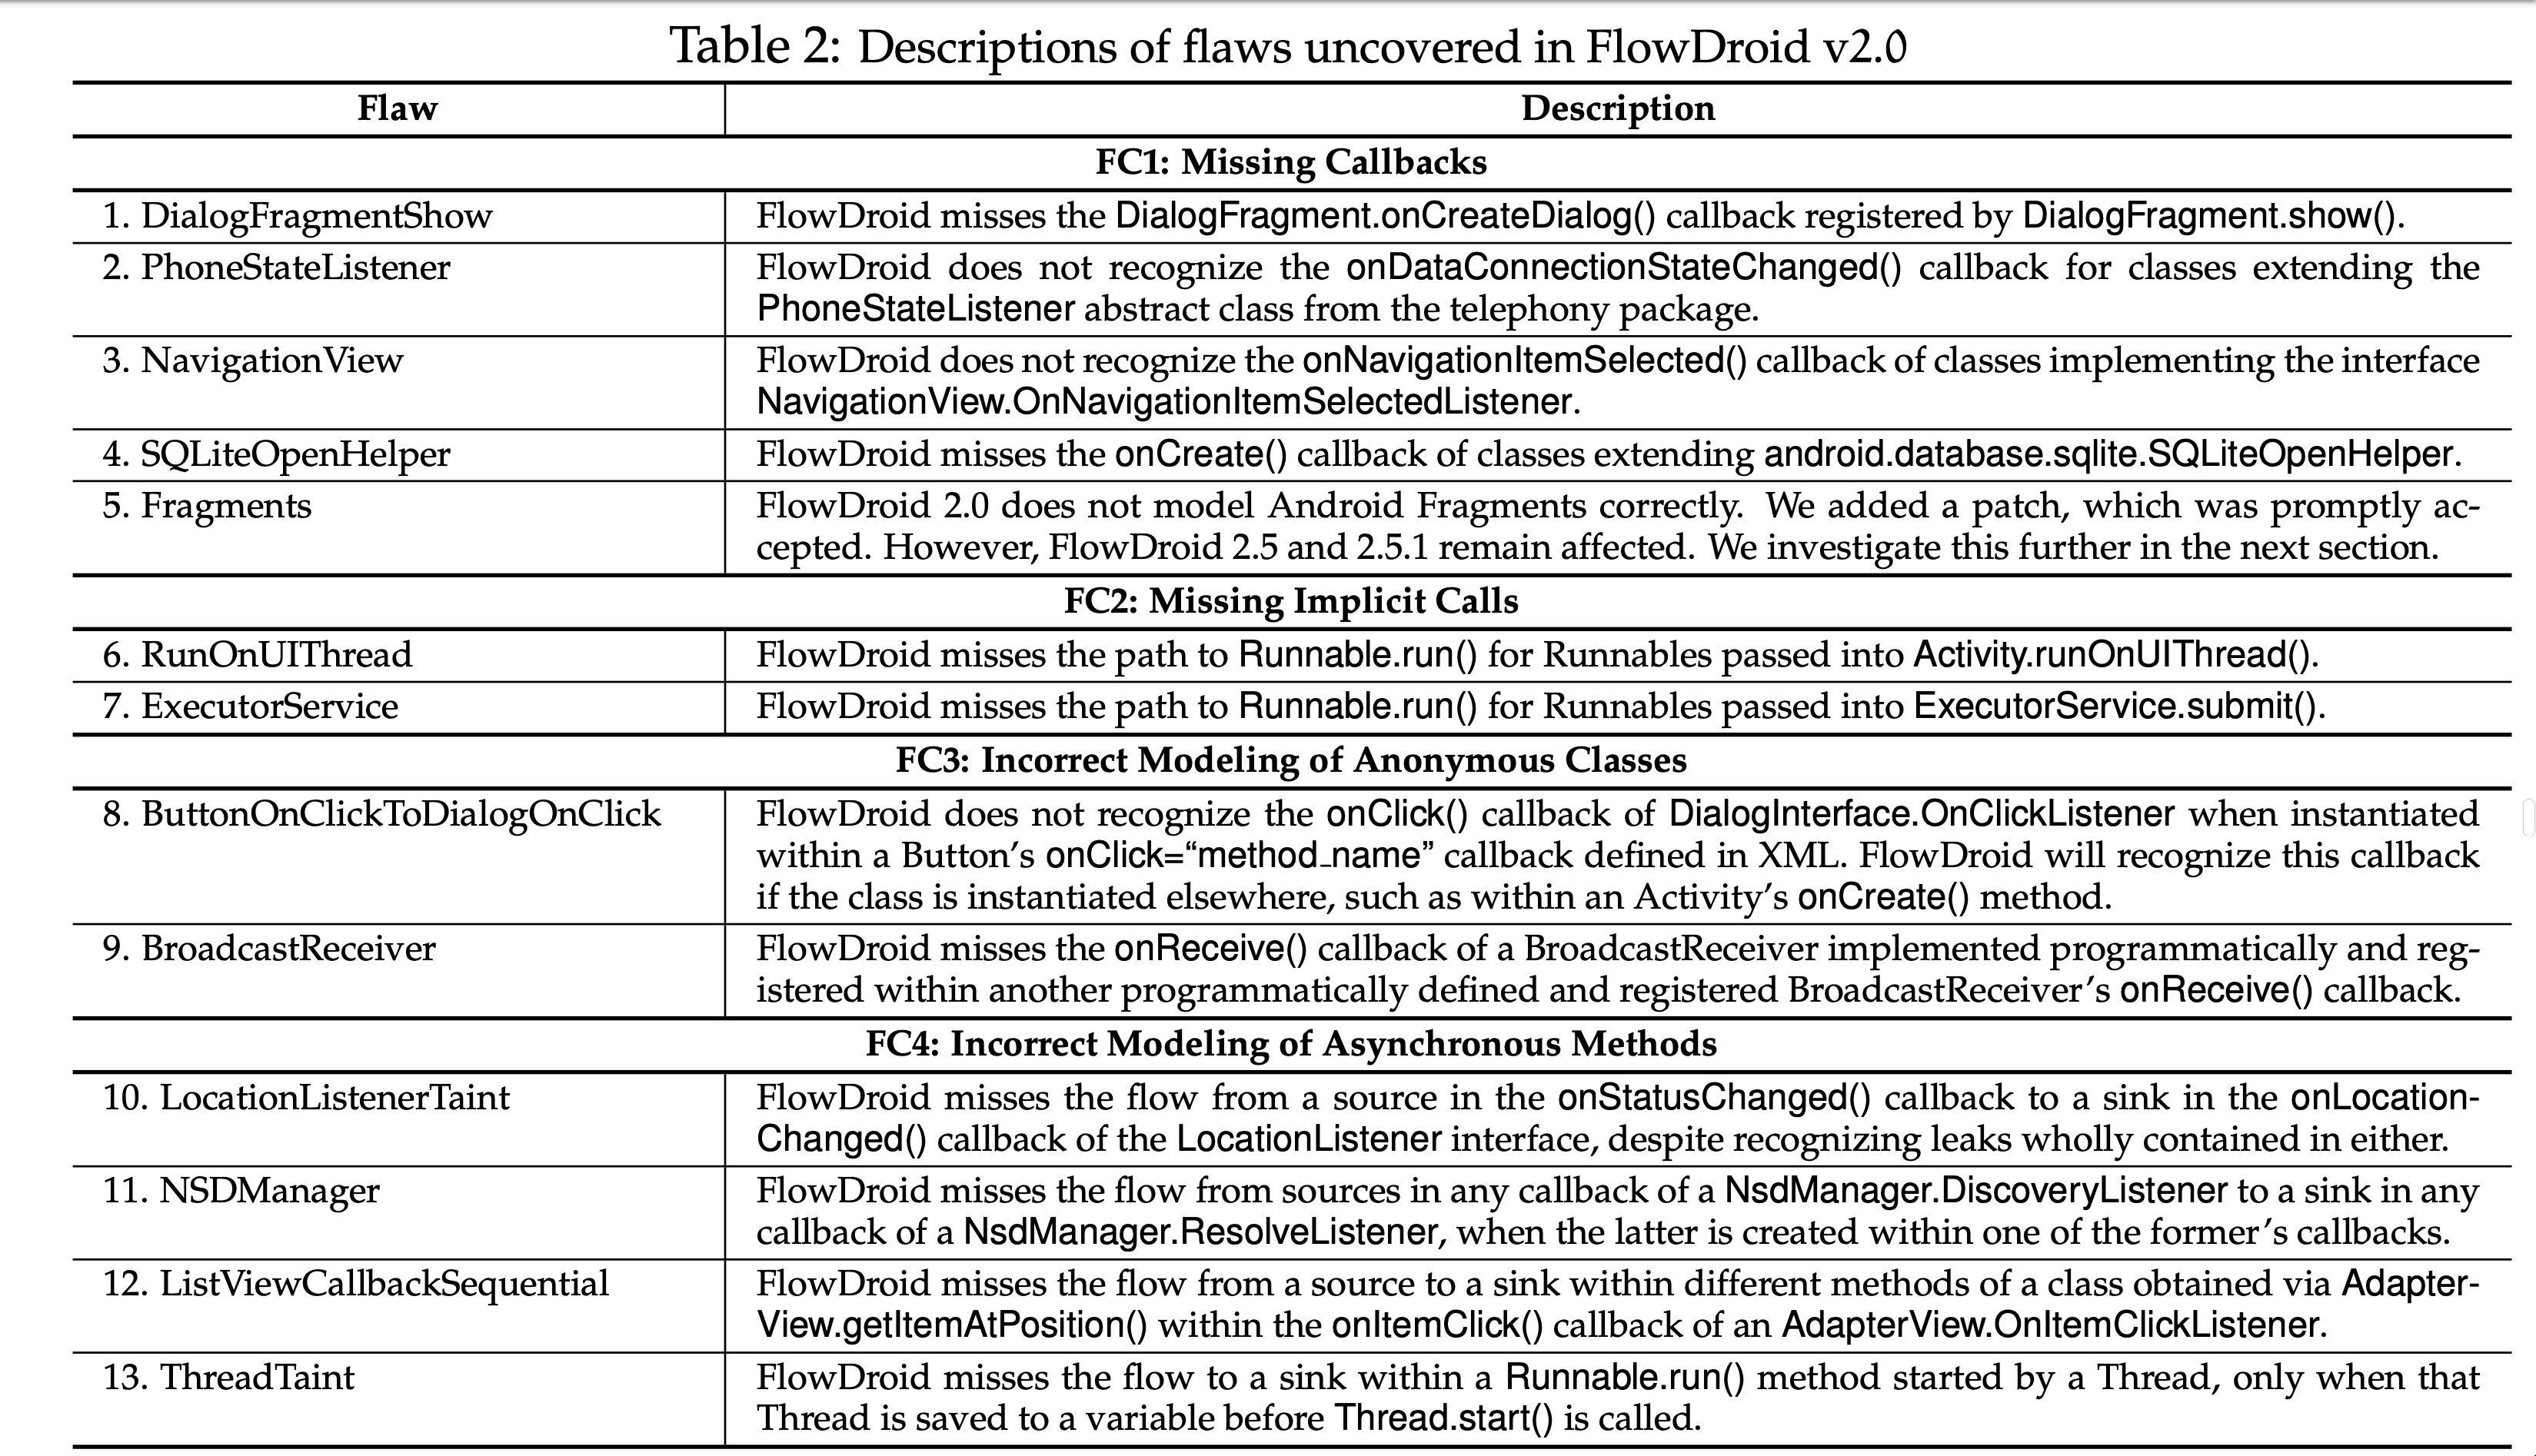 Table 2: Descriptions of flaws uncovered in FlowDroid v2.0
Flaw Description
FC1: Missing Callbacks
1. DialogFragmentShow FlowDroid misses the DialogFragment.onCreateDialog() callback registered by DialogFragment.show().
2. PhoneStateListener FlowDroid does not recognize the onDataConnectionStateChanged() callback for classes extending the
PhoneStateListener abstract class from the telephony package.
3. NavigationView FlowDroid does not recognize the onNavigationItemSelected() callback of classes implementing the interface
NavigationView.OnNavigationItemSelectedListener.
4. SQLiteOpenHelper FlowDroid misses the onCreate() callback of classes extending android.database.sqlite.SQLiteOpenHelper.
5. Fragments FlowDroid 2.0 does not model Android Fragments correctly. We added a patch, which was promptly ac-
cepted. However, FlowDroid 2.5 and 2.5.1 remain affected. We investigate this further in the next section.
FC2: Missing Implicit Calls
6. RunOnUIThread FlowDroid misses the path to Runnable.run() for Runnables passed into Activity.runOnUIThread().
7. ExecutorService FlowDroid misses the path to Runnable.run() for Runnables passed into ExecutorService.submit().
FC3: Incorrect Modeling of Anonymous Classes
8. ButtonOnClickToDialogOnClick FlowDroid does not recognize the onClick() callback of DialogInterface.OnClickListener when instantiated
within a Button's onClick=“method_name” callback defined in XML. FlowDroid will recognize this callback
if the class is instantiated elsewhere, such as within an Activity's onCreate() method.
9. BroadcastReceiver FlowDroid misses the onReceive() callback of a BroadcastReceiver implemented programmatically and reg-
istered within another programmatically defined and registered BroadcastReceiver's onReceive() callback.
FC4: Incorrect Modeling of Asynchronous Methods
10. LocationListenerTaint FlowDroid misses the flow from a source in the onStatusChanged() callback to a sink in the onLocation-
Changed() callback of the LocationListener interface, despite recognizing leaks wholly contained in either.
11. NSDManager FlowDroid misses the flow from sources in any callback of a NsdManager.DiscoveryListener to a sink in any
callback of a NsdManager.ResolveListener, when the latter is created within one of the former's callbacks.
12. ListViewCallbackSequential FlowDroid misses the flow from a source to a sink within different methods of a class obtained via Adapter-
View.getItemAtPosition() within the onItemClick() callback of an AdapterView.OnItemClickListener.
13. ThreadTaint FlowDroid misses the flow to a sink within a Runnable.run() method started by a Thread, only when that
Thread is saved to a variable before Thread.start() is called.